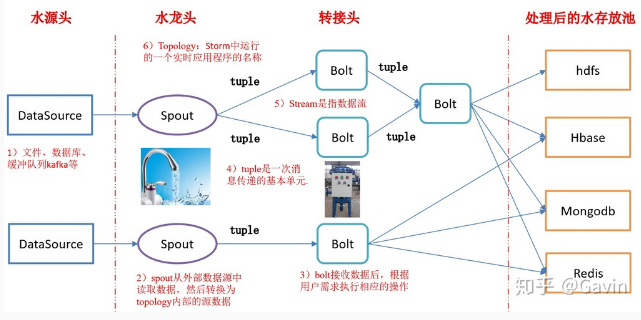 水源头
水龙头
转接头
处理后的水存放池
6）Topology：Storm中运行
的一个实时应用程序的名称
tuple
Bolt
tuple
hdfs
DataSource
Spout
5）Stream是指数据流
Bolt
tuple
Bolt
tuple
Hbase
1）文件、数据库、
缓冲队列kafka等
4）tuple是一次消
息传递的基本单元.
Mongodb
DataSource
Spout
tuple
Bolt
Redis
2）spout从外部数据源中
读取数据，然后转换为
topology内部的源数据
3）bolt接收数据后，根据
用户需求执行相应的操作
知乎 @Gavin